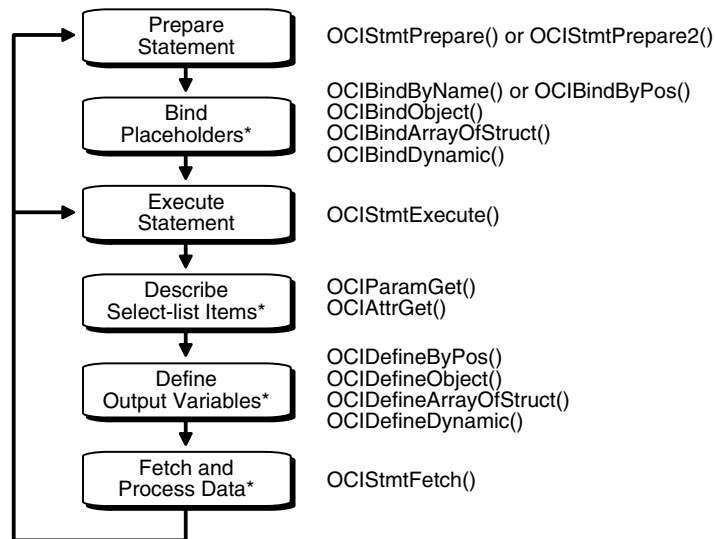 Prepare
Statement
OCIStmtPrepare() or OCIStmtPrepare2()
Bind
Placeholders*
OCIBindByName() or OCIBindByPos()
OCIBindObject()
OCIBindArrayOfStruct()
OCIBindDynamic()
Execute
Statement
OCIStmtExecute()
Describe
Select-list Items*
OCIParamGet()
OCIAttrGet()
Define
Output Variables*
OCIDefineByPos()
OCIDefineObject()
OCIDefineArrayOfStruct()
OCIDefineDynamic()
Fetch and
Process Data*
OCIStmtFetch()